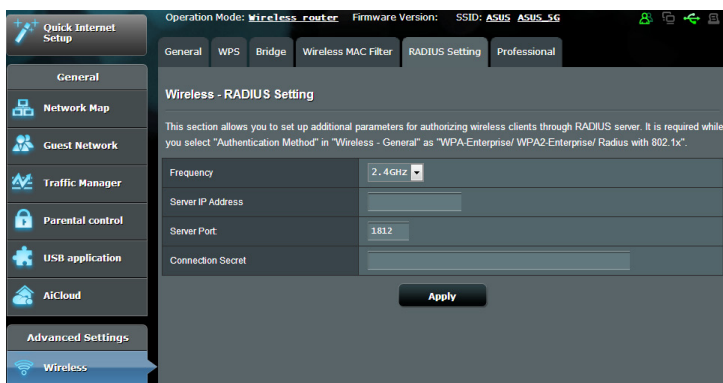 Quick Internet
Setup
Operation Mode: Wireless router Firmware Version: SSID: ASUS ASUS_5G
General WPS Bridge Wireless MAC Filter RADIUS Setting Professional
General
Network Map
Guest Network
Traffic Manager
Parental control
USB application
AiCloud
Advanced Settings
Wireless
Wireless - RADIUS Setting
This section allows you to set up additional parameters for authorizing wireless clients through RADIUS server. It is required while
you select "Authentication Method" in "Wireless - General" as "WPA-Enterprise/ WPA2-Enterprise/ Radius with 802.1x".
Frequency 2.4GHz
Server IP Address
Server Port: 1812
Connection Secret
Apply